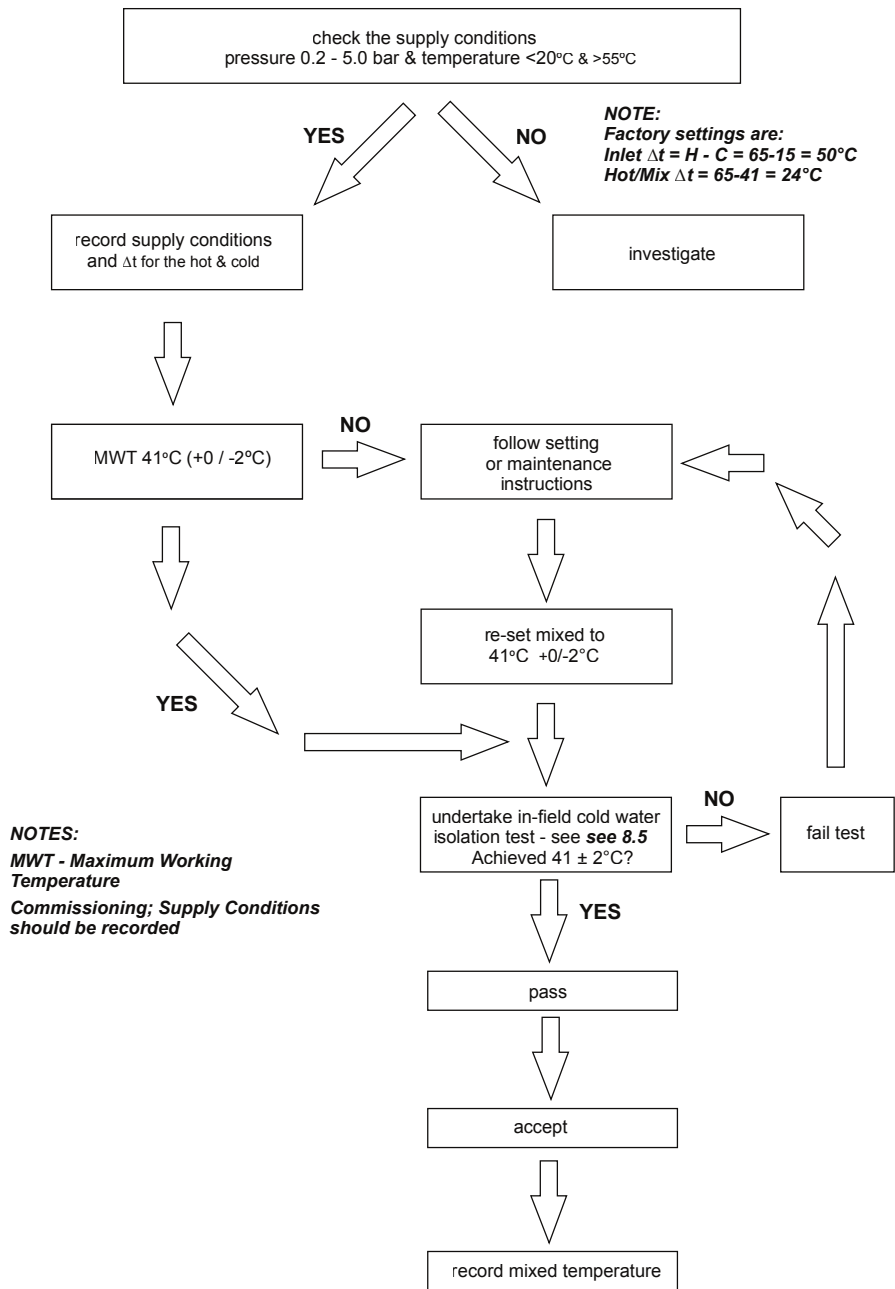 check the supply conditions
pressure 0.2 - 5.0 bar & temperature <20ºC & >55ºC
YES
NO
NOTE:
Factory settings are:
Inlet ∆t = H - C = 65-15 = 50°C
Hot/Mix ∆t = 65-41 = 24°C
record supply conditions
and ∆t for the hot & cold
investigate
MWT 41ºC (+0 / -2ºC)
NO
follow setting
or maintenance
instructions
re-set mixed to
41ºC +0/-2°C
YES
undertake in-field cold water
isolation test - see see 8.5
Achieved 41 ± 2°C?
NO
fail test
NOTES:
MWT - Maximum Working
Temperature
Commissioning; Supply Conditions
should be recorded
YES
pass
accept
record mixed temperature